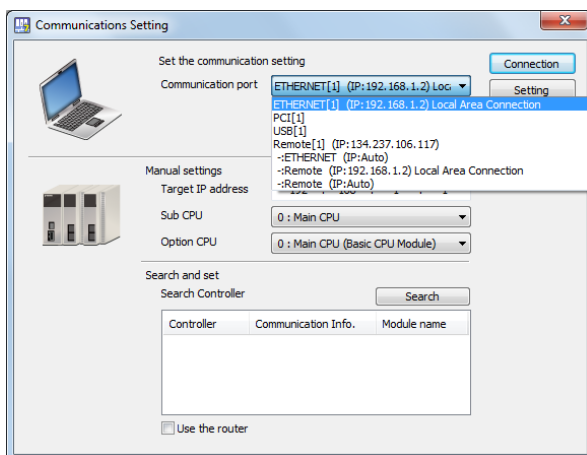 Communications Setting
Set the communication setting
Connection
Communication port
ETHERNET[1] (IP:192.168.1.2) Loc
Setting
ETHERNET[1] (IP:192.168.1.2) Local Area Connection
PCI[1]
USB[1]
Remote[1] (IP:134.237.106.117)
-:ETHERNET (IP:Auto)
-:Remote (IP:192.168.1.2) Local Area Connection
-:Remote (IP:Auto)
Manual settings
Target IP address
Sub CPU
0 : Main CPU
Option CPU
0 : Main CPU (Basic CPU Module)
Search and set
Search Controller
Search
Controller Communication Info. Module name
Use the router